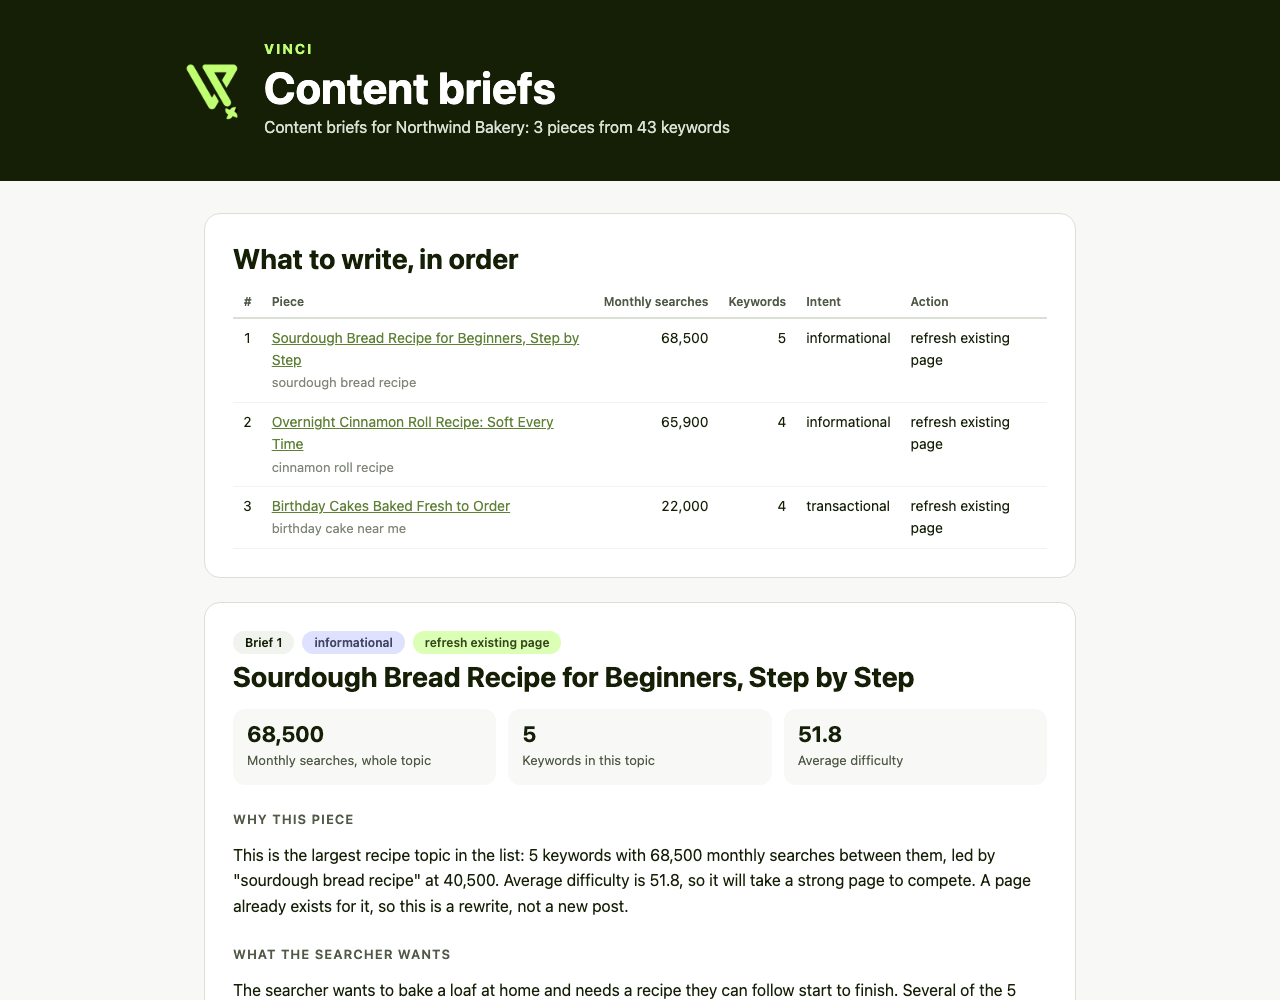 VINCI
Content briefs
Content briefs for Northwind Bakery: 3 pieces from 43 keywords
What to write, in order
# Piece Monthly searches Keywords Intent Action
1 Sourdough Bread Recipe for Beginners, Step by 68,500 5 informational refresh existing
Step page
sourdough bread recipe
2 Overnight Cinnamon Roll Recipe: Soft Every 65,900 4 informational refresh existing
Time page
cinnamon roll recipe
3 Birthday Cakes Baked Fresh to Order 22,000 4 transactional refresh existing
birthday cake near me page
Brief 1 informational refresh existing page
Sourdough Bread Recipe for Beginners, Step by Step
68,500 5 51.8
Monthly searches, whole topic Keywords in this topic Average difficulty
WHY THIS PIECE
This is the largest recipe topic in the list: 5 keywords with 68,500 monthly searches between them, led by
"sourdough bread recipe" at 40,500. Average difficulty is 51.8, so it will take a strong page to compete. A page
already exists for it, so this is a rewrite, not a new post.
WHAT THE SEARCHER WANTS
The searcher wants to bake a loaf at home and needs a recipe they can follow start to finish. Several of the 5